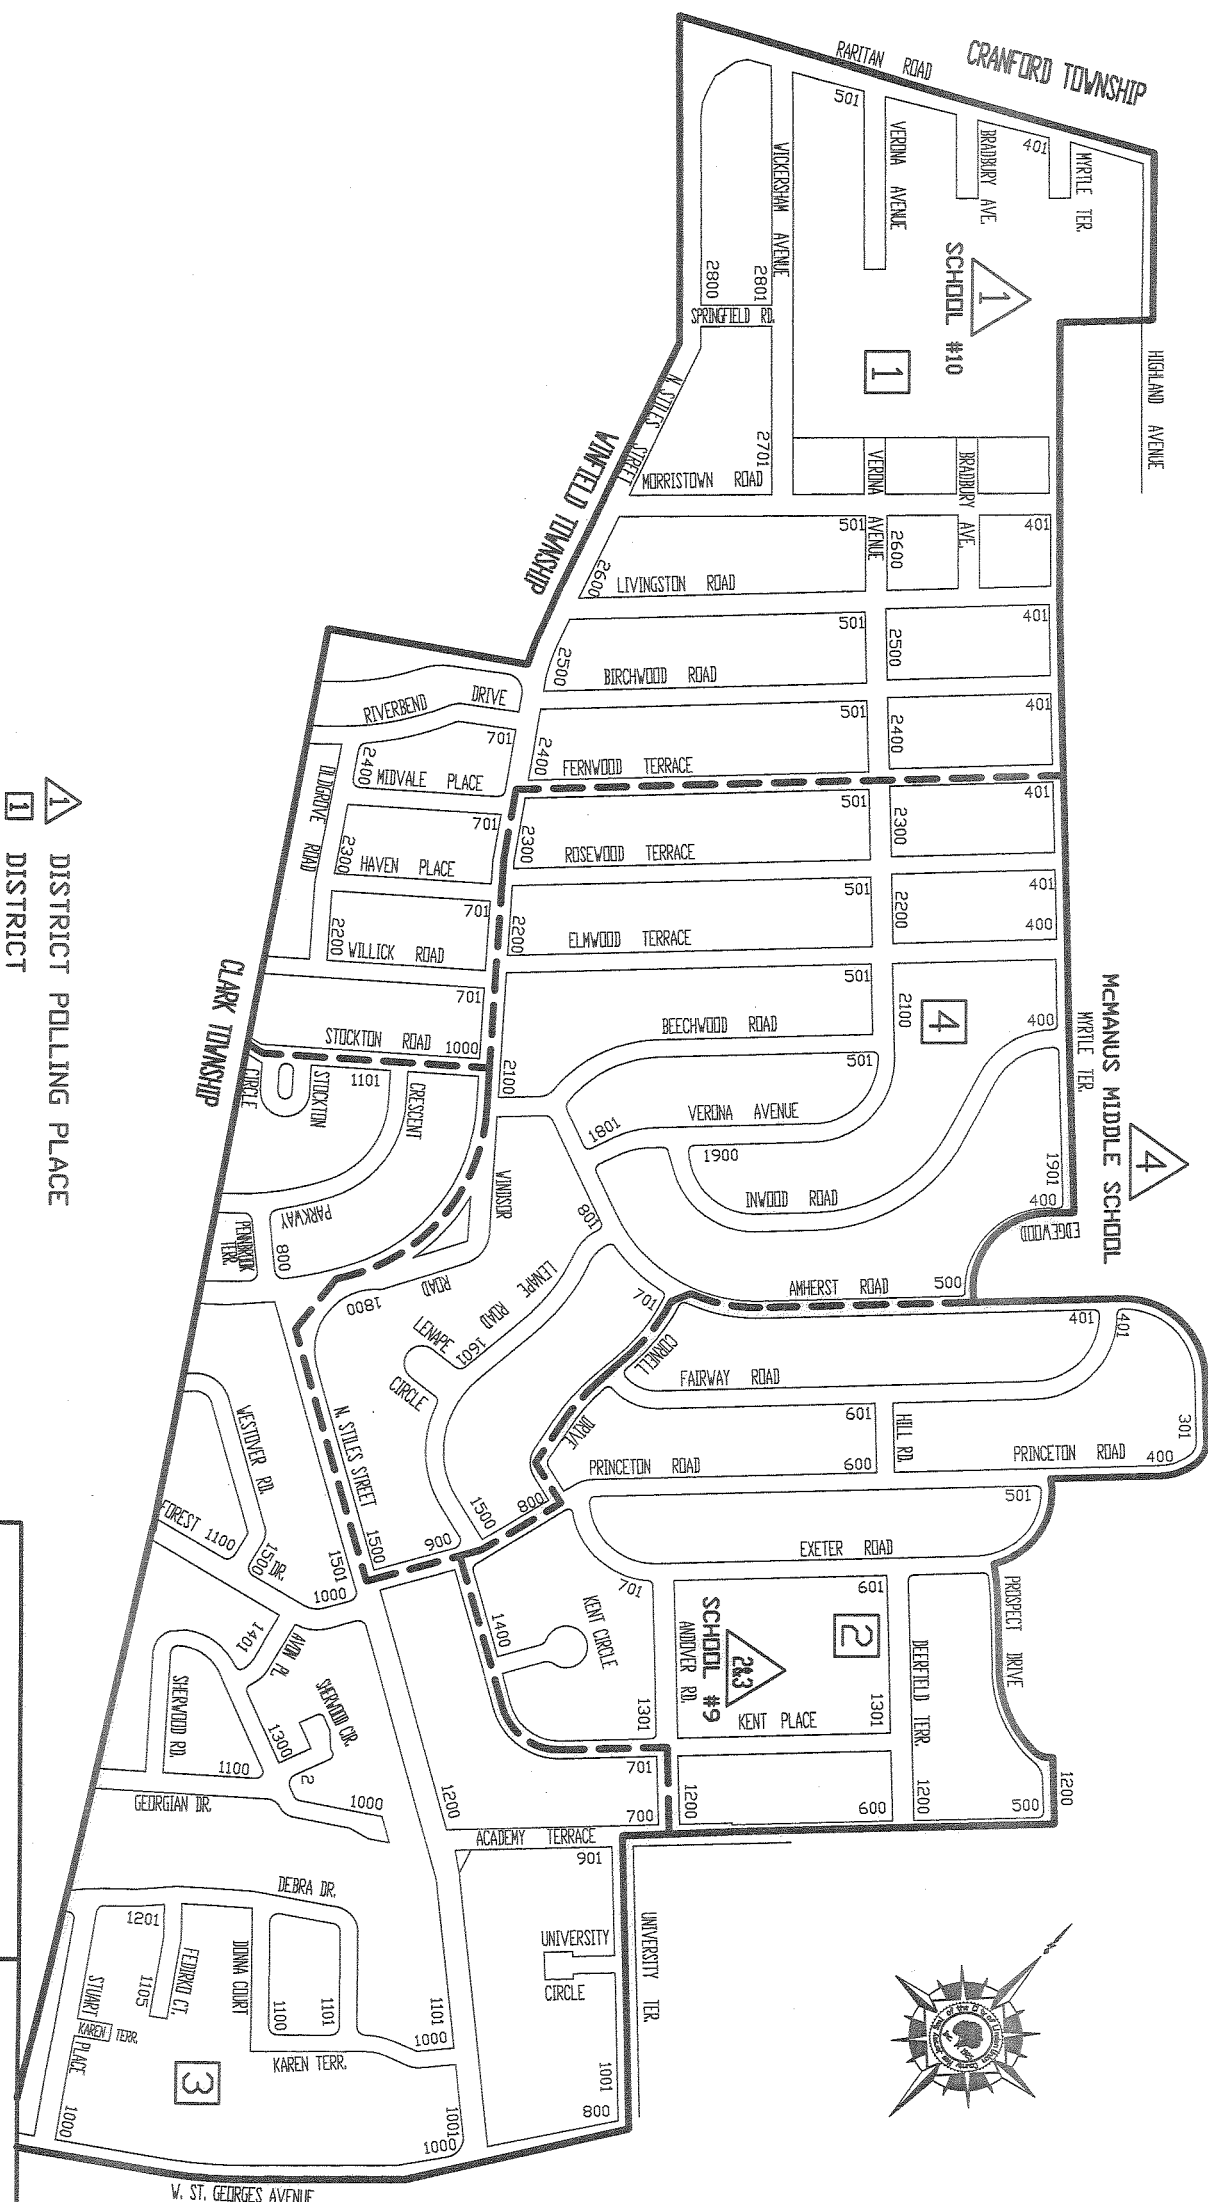 CRANFORD TOWNSHIP
RARITAN ROAD
501
VERONA AVENUE
BRADBURY AVE.
401
MYRTLE TER.
WICKERSHAM AVENUE
SCHOOL #10
1
1
HIGHLAND AVENUE
2800
2801
SPRINGFIELD RD.
N. STILES STREET
2701
MORRISTOWN ROAD
VERONA AVENUE
BRADBURY AVE.
WINFIELD TOWNSHIP
501
2600
401
2600
LIVINGSTON ROAD
501
2500
401
2500
BIRCHWOOD ROAD
501
2400
401
2400
FERNWOOD TERRACE
RIVERBEND DRIVE
701
2400
MIDVALE PLACE
OLDGROVE ROAD
701
2300
HAVEN PLACE
701
2200
WILLICK ROAD
701
STOCKTON ROAD
1000
501
2300
401
2300
ROSEWOOD TERRACE
501
2200
401
400
2200
ELMWOOD TERRACE
501
2100
4
400
BEECHWOOD ROAD
2100
501
VERONA AVENUE
1801
1900
INWOOD ROAD
1901
400
MYRTLE TER.
McMANUS MIDDLE SCHOOL
4
EDGEWOOD
CLARK TOWNSHIP
STOCKTON
CIRCLE
1101
CRESCENT
PARKWAY
800
PENNBROOK
TERR.
WINDSOR
ROAD
1800
801
LENAPE ROAD
1601
LENAPE
CIRCLE
701
AMHERST ROAD
500
CORNELL
DRIVE
FAIRWAY ROAD
401
401
301
601
HILL RD.
600
PRINCETON ROAD
PRINCETON ROAD
400
501
EXETER ROAD
PROSPECT DRIVE
N. STILES STREET
1500
1501
1000
900
1500
800
WESTOVER RD.
FOREST
1100
1500
DR.
1401
AVON PL.
SHERWOOD CIR.
SHERWOOD RD.
1300
2
1100
1000
GEORGIAN DR.
1400
KENT CIRCLE
701
1301
SCHOOL #9
ANDOVER RD.
2&3
601
2
1301
KENT PLACE
DEERFIELD TERR.
701
700
1200
600
1200
500
1200
1200
ACADEMY TERRACE
901
UNIVERSITY
CIRCLE
UNIVERSITY TER.
1001
800
DEBRA DR.
1201
FEDIRKO CT.
1105
DONNA COURT
STUART
KAREN TERR.
PLACE
1100
1101
1101
1000
KAREN TERR.
3
1000
1001
1000
W. ST. GEORGES AVENUE
1 DISTRICT POLLING PLACE
1 DISTRICT